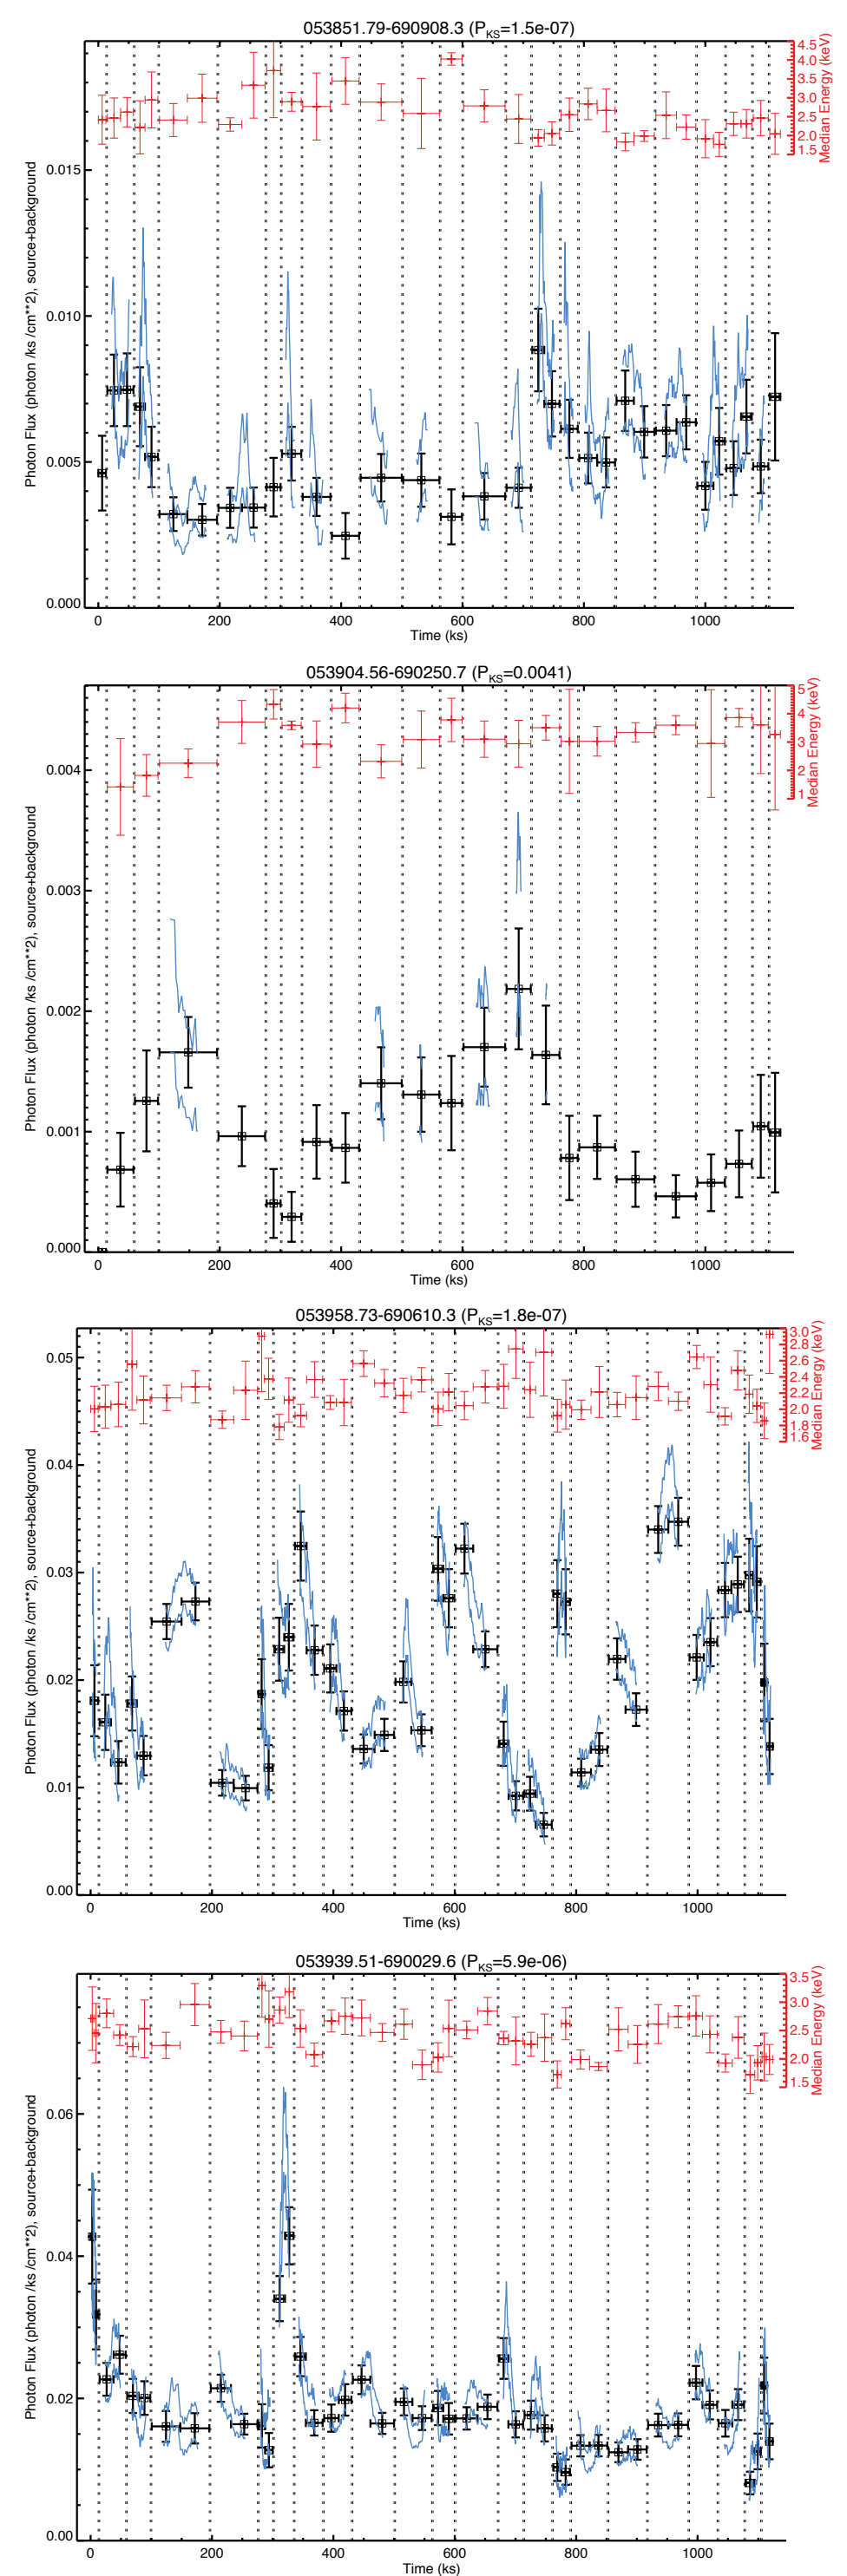 053851.79-690908.3 (PKS=1.5e-07)
4.5
4.0
3.5
3.0
2.5
2.0
1.5
Median Energy (keV)
0.015
0.010
0.005
0.000
Photon Flux (photon /ks /cm**2), source+background
0 200 400 600 800 1000
Time (ks)
053904.56-690250.7 (PKS=0.0041)
5
4
3
2
1
Median Energy (keV)
0.004
0.003
0.002
0.001
0.000
Photon Flux (photon /ks /cm**2), source+background
0 200 400 600 800 1000
Time (ks)
053958.73-690610.3 (PKS=1.8e-07)
3.0
2.8
2.6
2.4
2.2
2.0
1.8
1.6
Median Energy (keV)
0.05
0.04
0.03
0.02
0.01
0.00
Photon Flux (photon /ks /cm**2), source+background
0 200 400 600 800 1000
Time (ks)
053939.51-690029.6 (PKS=5.9e-06)
3.5
3.0
2.5
2.0
1.5
Median Energy (keV)
0.06
0.04
0.02
0.00
Photon Flux (photon /ks /cm**2), source+background
0 200 400 600 800 1000
Time (ks)